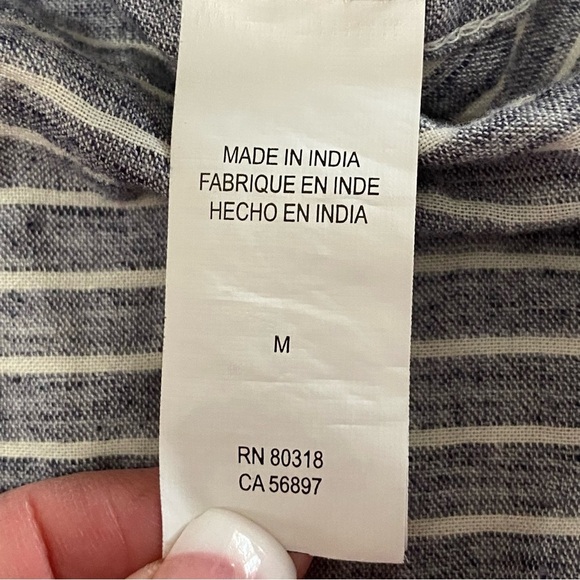 MADE IN INDIA
FABRIQUE EN INDE
HECHO EN INDIA
M
RN 80318
CA 56897